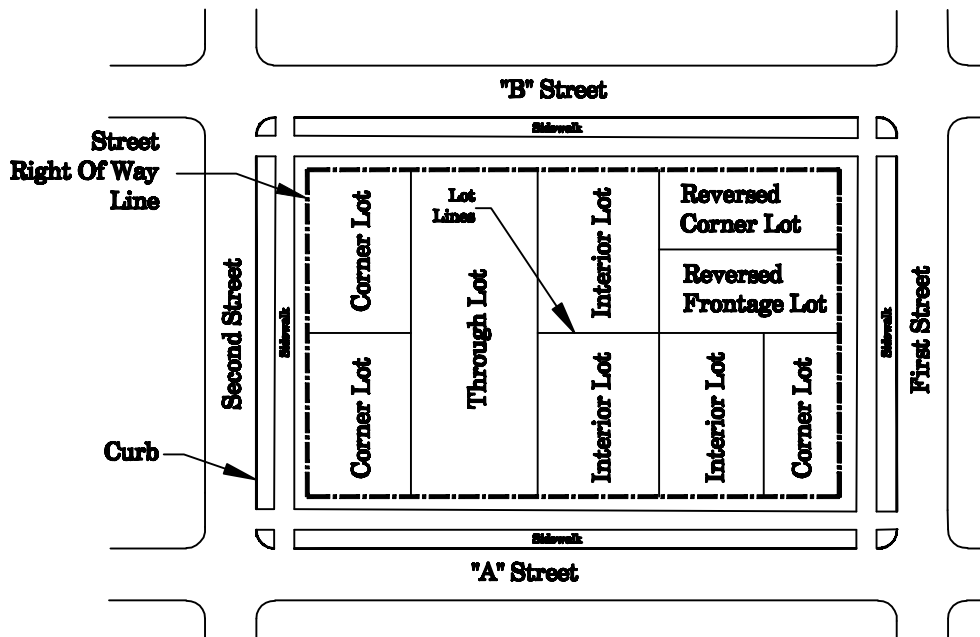 "B" Street
Sidewalk
Street
Right Of Way
Line
Corner Lot
Lot
Lines
Interior Lot
Reversed
Corner Lot
Reversed
Frontage Lot
Through Lot
Second Street
Sidewalk
Sidewalk
First Street
Corner Lot
Interior Lot
Interior Lot
Corner Lot
Curb
Sidewalk
"A" Street